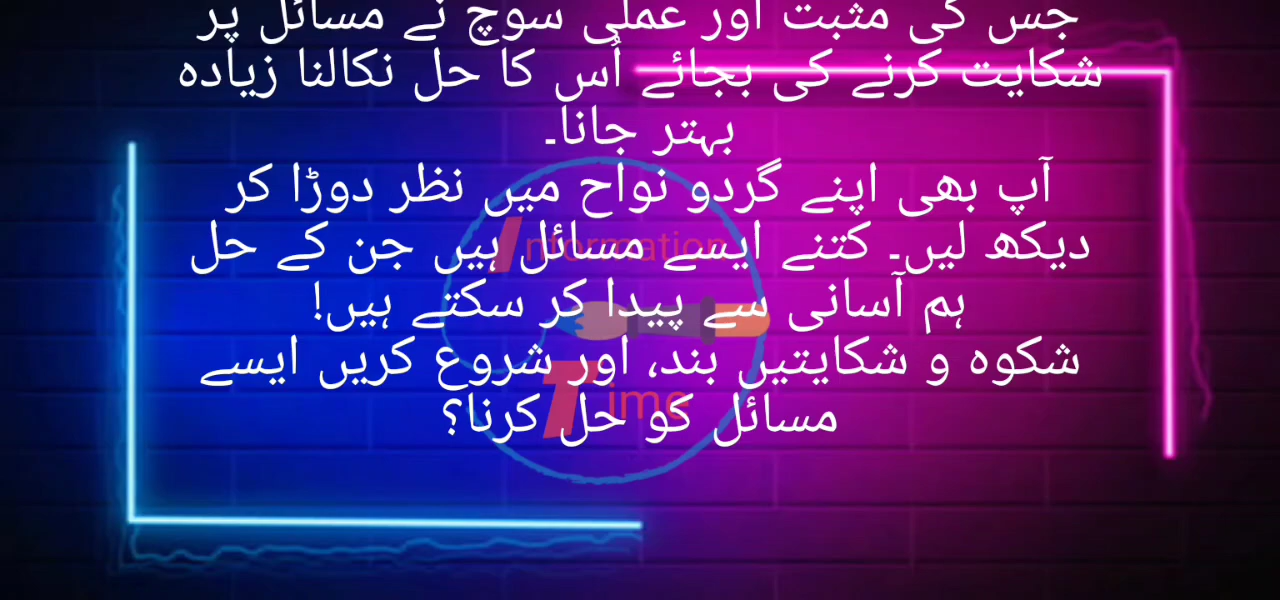 جس کی مثبت اور عملی سوچ نے مسائل پر
شکایت کرنے کی بجائے اُس کا حل نکالنا زیادہ
بہتر جانا۔
آپ بھی اپنے گردو نواح میں نظر دوڑا کر
دیکھ لیں۔ کتنے ایسے مسائل ہیں جن کے حل
ہم آسانی سے پیدا کر سکتے ہیں!
شکوہ و شکایتیں بند، اور شروع کریں ایسے
مسائل کو حل کرنا؟
Information
Time